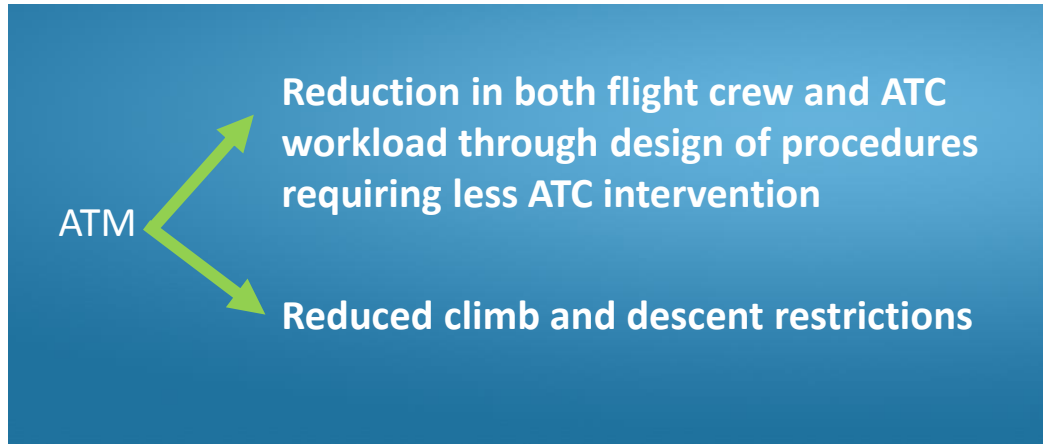 Reduction in both flight crew and ATC
workload through design of procedures
requiring less ATC intervention
ATM
Reduced climb and descent restrictions